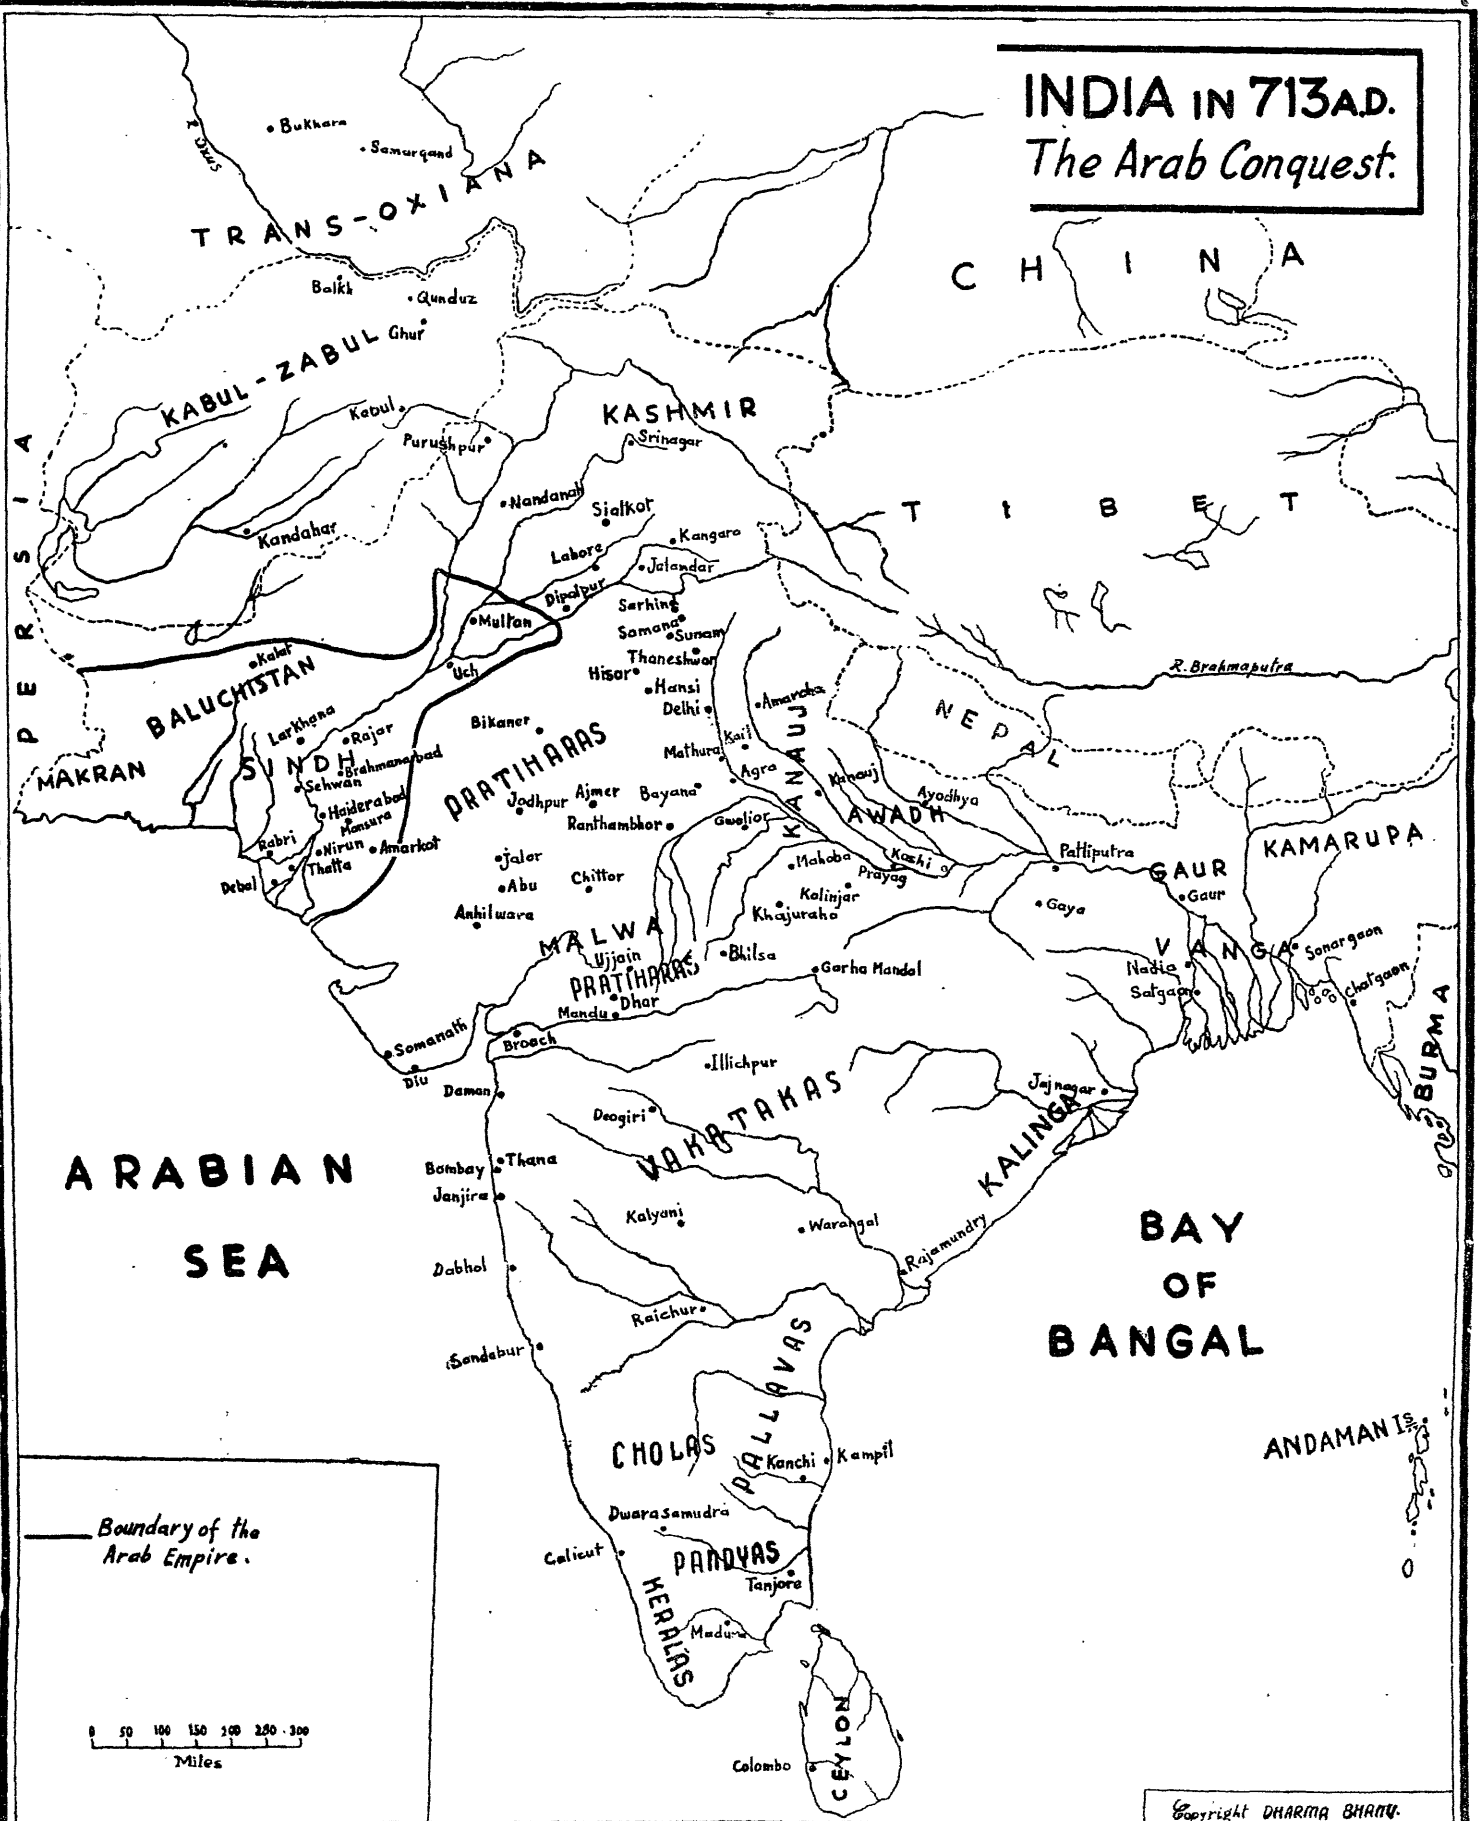 INDIA IN 713 A.D.
The Arab Conquest.
R. Oxus
Bukhara
Samarqand
TRANS-OXIANA
CHINA
Balkh
Qunduz
Ghur
KABUL-ZABUL
Kabul
Purushpur
KASHMIR
Srinagar
PERSIA
Nandanah
Sialkot
TIBET
Kandahar
Lahore
Kangara
Jalandar
Dipalpur
Sarhind
Multan
Samana
Sunam
Thaneshwar
Kalat
Uch
Hisar
Hansi
R. Brahmaputra
BALUCHISTAN
Delhi
Amaroha
NEPAL
Larkhana
Rajar
Bikaner
Mathura
Kail
MAKRAN
SINDH
Brahmanabad
Sehwan
PRATIHARAS
Agra
KANAUJ
Kanauj
Haiderabad
Mansura
Jodhpur
Ajmer
Bayana
Ayodhya
AWADH
Ranthambhor
Gwalior
KAMARUPA
Rabri
Nirun
Amarkot
Thatta
Debal
Jalor
Abu
Chittor
Mahoba
Kashi
Prayag
Patliputra
GAUR
Gaur
Kalinjar
Khajuraho
Gaya
Anhilwara
MALWA
Ujjain
PRATIHARAS
Bhilsa
Garha Mandal
VANGA
Sonargaon
Nadia
Satgaon
Chatgaon
Dhar
Mandu
BURMA
Somanath
Diu
Broach
Illichpur
Daman
Jajnagar
Deogiri
VAKATAKAS
KALINGA
ARABIAN
SEA
Thana
Bombay
Janjira
Kalyani
Warangal
Rajamundry
BAY
OF
BANGAL
Dabhol
Raichur
Sandabur
PALLAVAS
CHOLAS
Kanchi
Kampil
ANDAMAN Is.
Dwarasamudra
Calicut
PANDYAS
Tanjore
KERALAS
Madura
CEYLON
Colombo
Boundary of the
Arab Empire.
0 50 100 150 200 250 300
Miles
Copyright DHARMA BHANU.